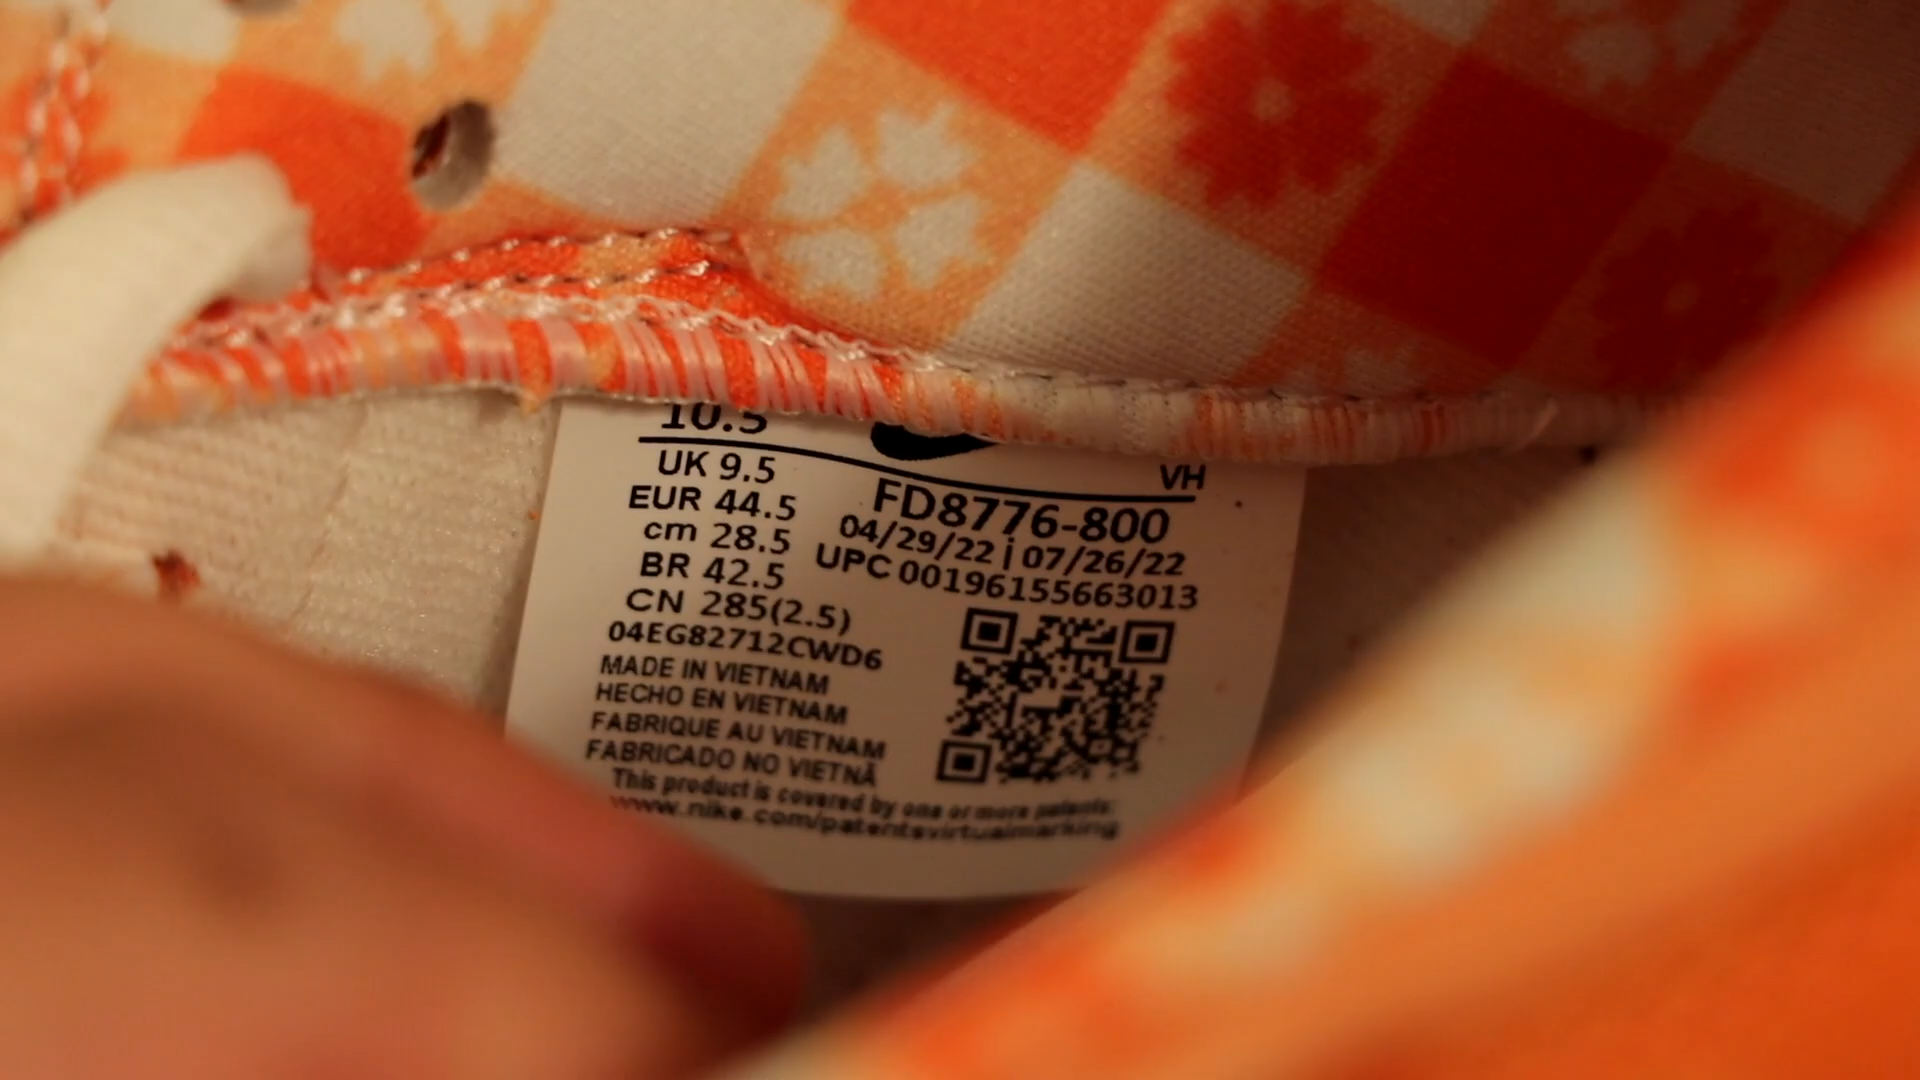 10.5
VH
UK 9.5
FD8776-800
EUR 44.5
04/29/22 | 07/26/22
cm 28.5
UPC 00196155663013
BR 42.5
CN 285(2.5)
04EG82712CWD6
MADE IN VIETNAM
HECHO EN VIETNAM
FABRIQUE AU VIETNAM
FABRICADO NO VIETNÃ
This product is covered by one or more patents:
www.nike.com/patentsvirtualmarking